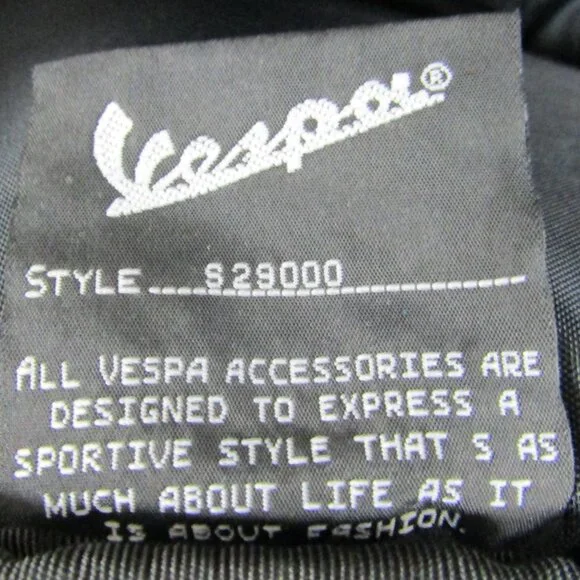 Vespa®
STYLE S29000
ALL VESPA ACCESSORIES ARE
DESIGNED TO EXPRESS A
SPORTIVE STYLE THAT S AS
MUCH ABOUT LIFE AS IT
IS ABOUT FASHION.